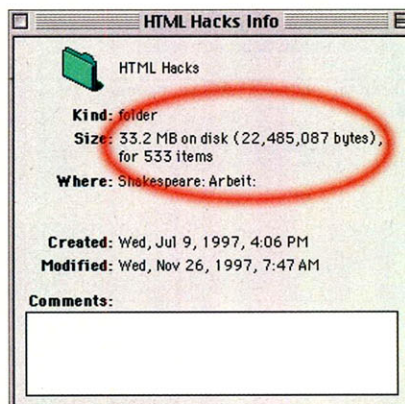 HTML Hacks Info
HTML Hacks
Kind: folder
Size: 33.2 MB on disk (22,485,087 bytes),
for 533 items
Where: Shakespeare: Arbeit:
Created: Wed, Jul 9, 1997, 4:06 PM
Modified: Wed, Nov 26, 1997, 7:47 AM
Comments: